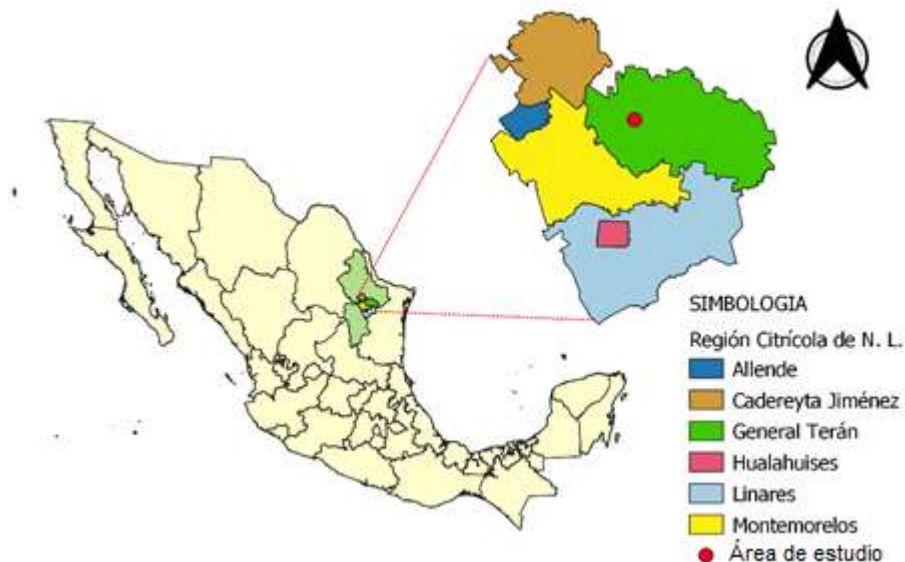 SIMBOLOGIA
Región Citrícola de N. L.
Allende
Cadereyta Jiménez
General Terán
Hualahuises
Linares
Montemorelos
Área de estudio